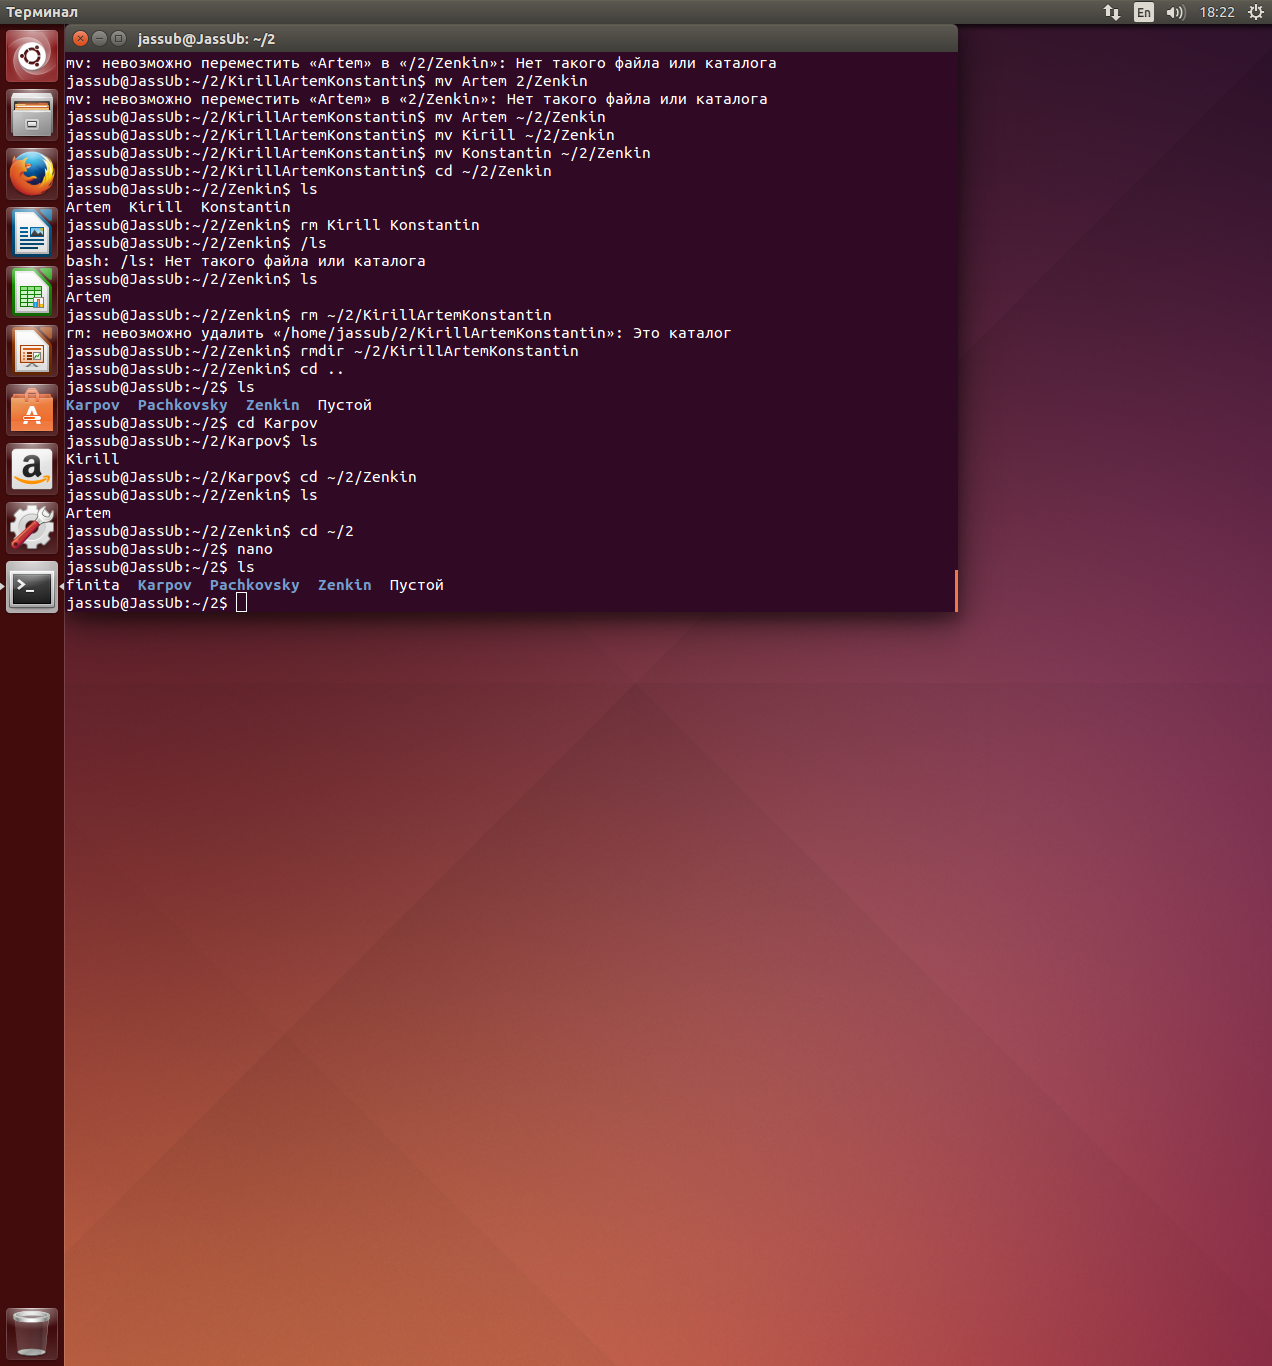 Терминал
En
18:22
jassub@JassUb: ~/2
mv: невозможно переместить «Artem» в «/2/Zenkin»: Нет такого файла или каталога
jassub@JassUb:~/2/KirillArtemKonstantin$ mv Artem 2/Zenkin
mv: невозможно переместить «Artem» в «2/Zenkin»: Нет такого файла или каталога
jassub@JassUb:~/2/KirillArtemKonstantin$ mv Artem ~/2/Zenkin
jassub@JassUb:~/2/KirillArtemKonstantin$ mv Kirill ~/2/Zenkin
jassub@JassUb:~/2/KirillArtemKonstantin$ mv Konstantin ~/2/Zenkin
jassub@JassUb:~/2/KirillArtemKonstantin$ cd ~/2/Zenkin
jassub@JassUb:~/2/Zenkin$ ls
Artem  Kirill  Konstantin
jassub@JassUb:~/2/Zenkin$ rm Kirill Konstantin
jassub@JassUb:~/2/Zenkin$ /ls
bash: /ls: Нет такого файла или каталога
jassub@JassUb:~/2/Zenkin$ ls
Artem
jassub@JassUb:~/2/Zenkin$ rm ~/2/KirillArtemKonstantin
rm: невозможно удалить «/home/jassub/2/KirillArtemKonstantin»: Это каталог
jassub@JassUb:~/2/Zenkin$ rmdir ~/2/KirillArtemKonstantin
jassub@JassUb:~/2/Zenkin$ cd ..
jassub@JassUb:~/2$ ls
Karpov  Pachkovsky  Zenkin  Пустой
jassub@JassUb:~/2$ cd Karpov
jassub@JassUb:~/2/Karpov$ ls
Kirill
jassub@JassUb:~/2/Karpov$ cd ~/2/Zenkin
jassub@JassUb:~/2/Zenkin$ ls
Artem
jassub@JassUb:~/2/Zenkin$ cd ~/2
jassub@JassUb:~/2$ nano
jassub@JassUb:~/2$ ls
finita  Karpov  Pachkovsky  Zenkin  Пустой
jassub@JassUb:~/2$